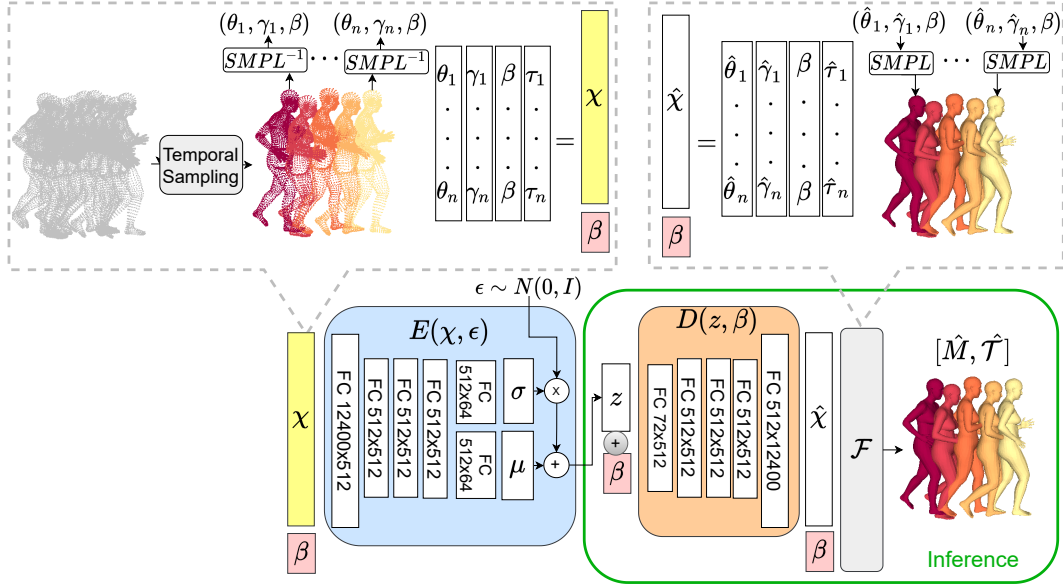 (θ₁, γ₁, β) (θₙ, γₙ, β)
SMPL⁻¹ ··· SMPL⁻¹
Temporal
Sampling
θ₁ γ₁ β τ₁
· · · ·
· · · ·
· · · ·
θₙ γₙ β τₙ
=
χ
β
(θ̂₁, γ̂₁, β) (θ̂ₙ, γ̂ₙ, β)
SMPL ··· SMPL
χ̂
β
=
θ̂₁ γ̂₁ β τ̂₁
· · · ·
· · · ·
· · · ·
θ̂ₙ γ̂ₙ β τ̂ₙ
ϵ ∼ N(0, I)
E(χ, ϵ)
χ
β
FC 12400x512
FC 512x512
FC 512x512
FC 512x512
FC
512x64
FC
512x64
σ
μ
x
+
z
+
β
D(z, β)
FC 72x512
FC 512x512
FC 512x512
FC 512x512
FC 512x12400
χ̂
β
ℱ
[M̂, 𝒯̂]
Inference